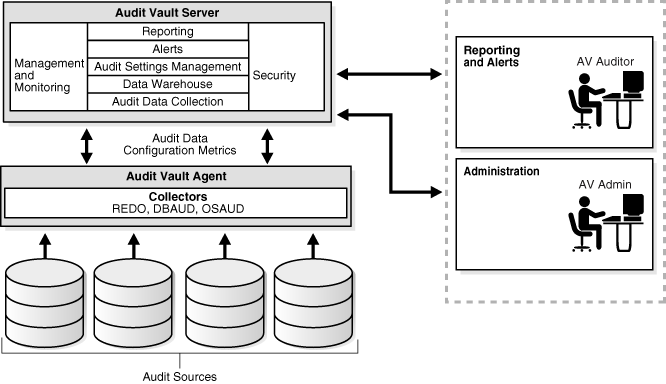 Audit Vault Server
Management
and
Monitoring
Reporting
Alerts
Audit Settings Management
Data Warehouse
Audit Data Collection
Security
Audit Data
Configuration Metrics
Audit Vault Agent
Collectors
REDO, DBAUD, OSAUD
Audit Sources
Reporting
and Alerts
AV Auditor
Administration
AV Admin